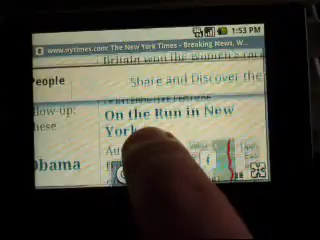 1:53 PM
www.nytimes.com: The New York Times - Breaking News, W...
Britain won the Women's
People
Share and Discover the
INTERACTIVE FEATURE
low-up:
On the Run in New
hese
York
Obama